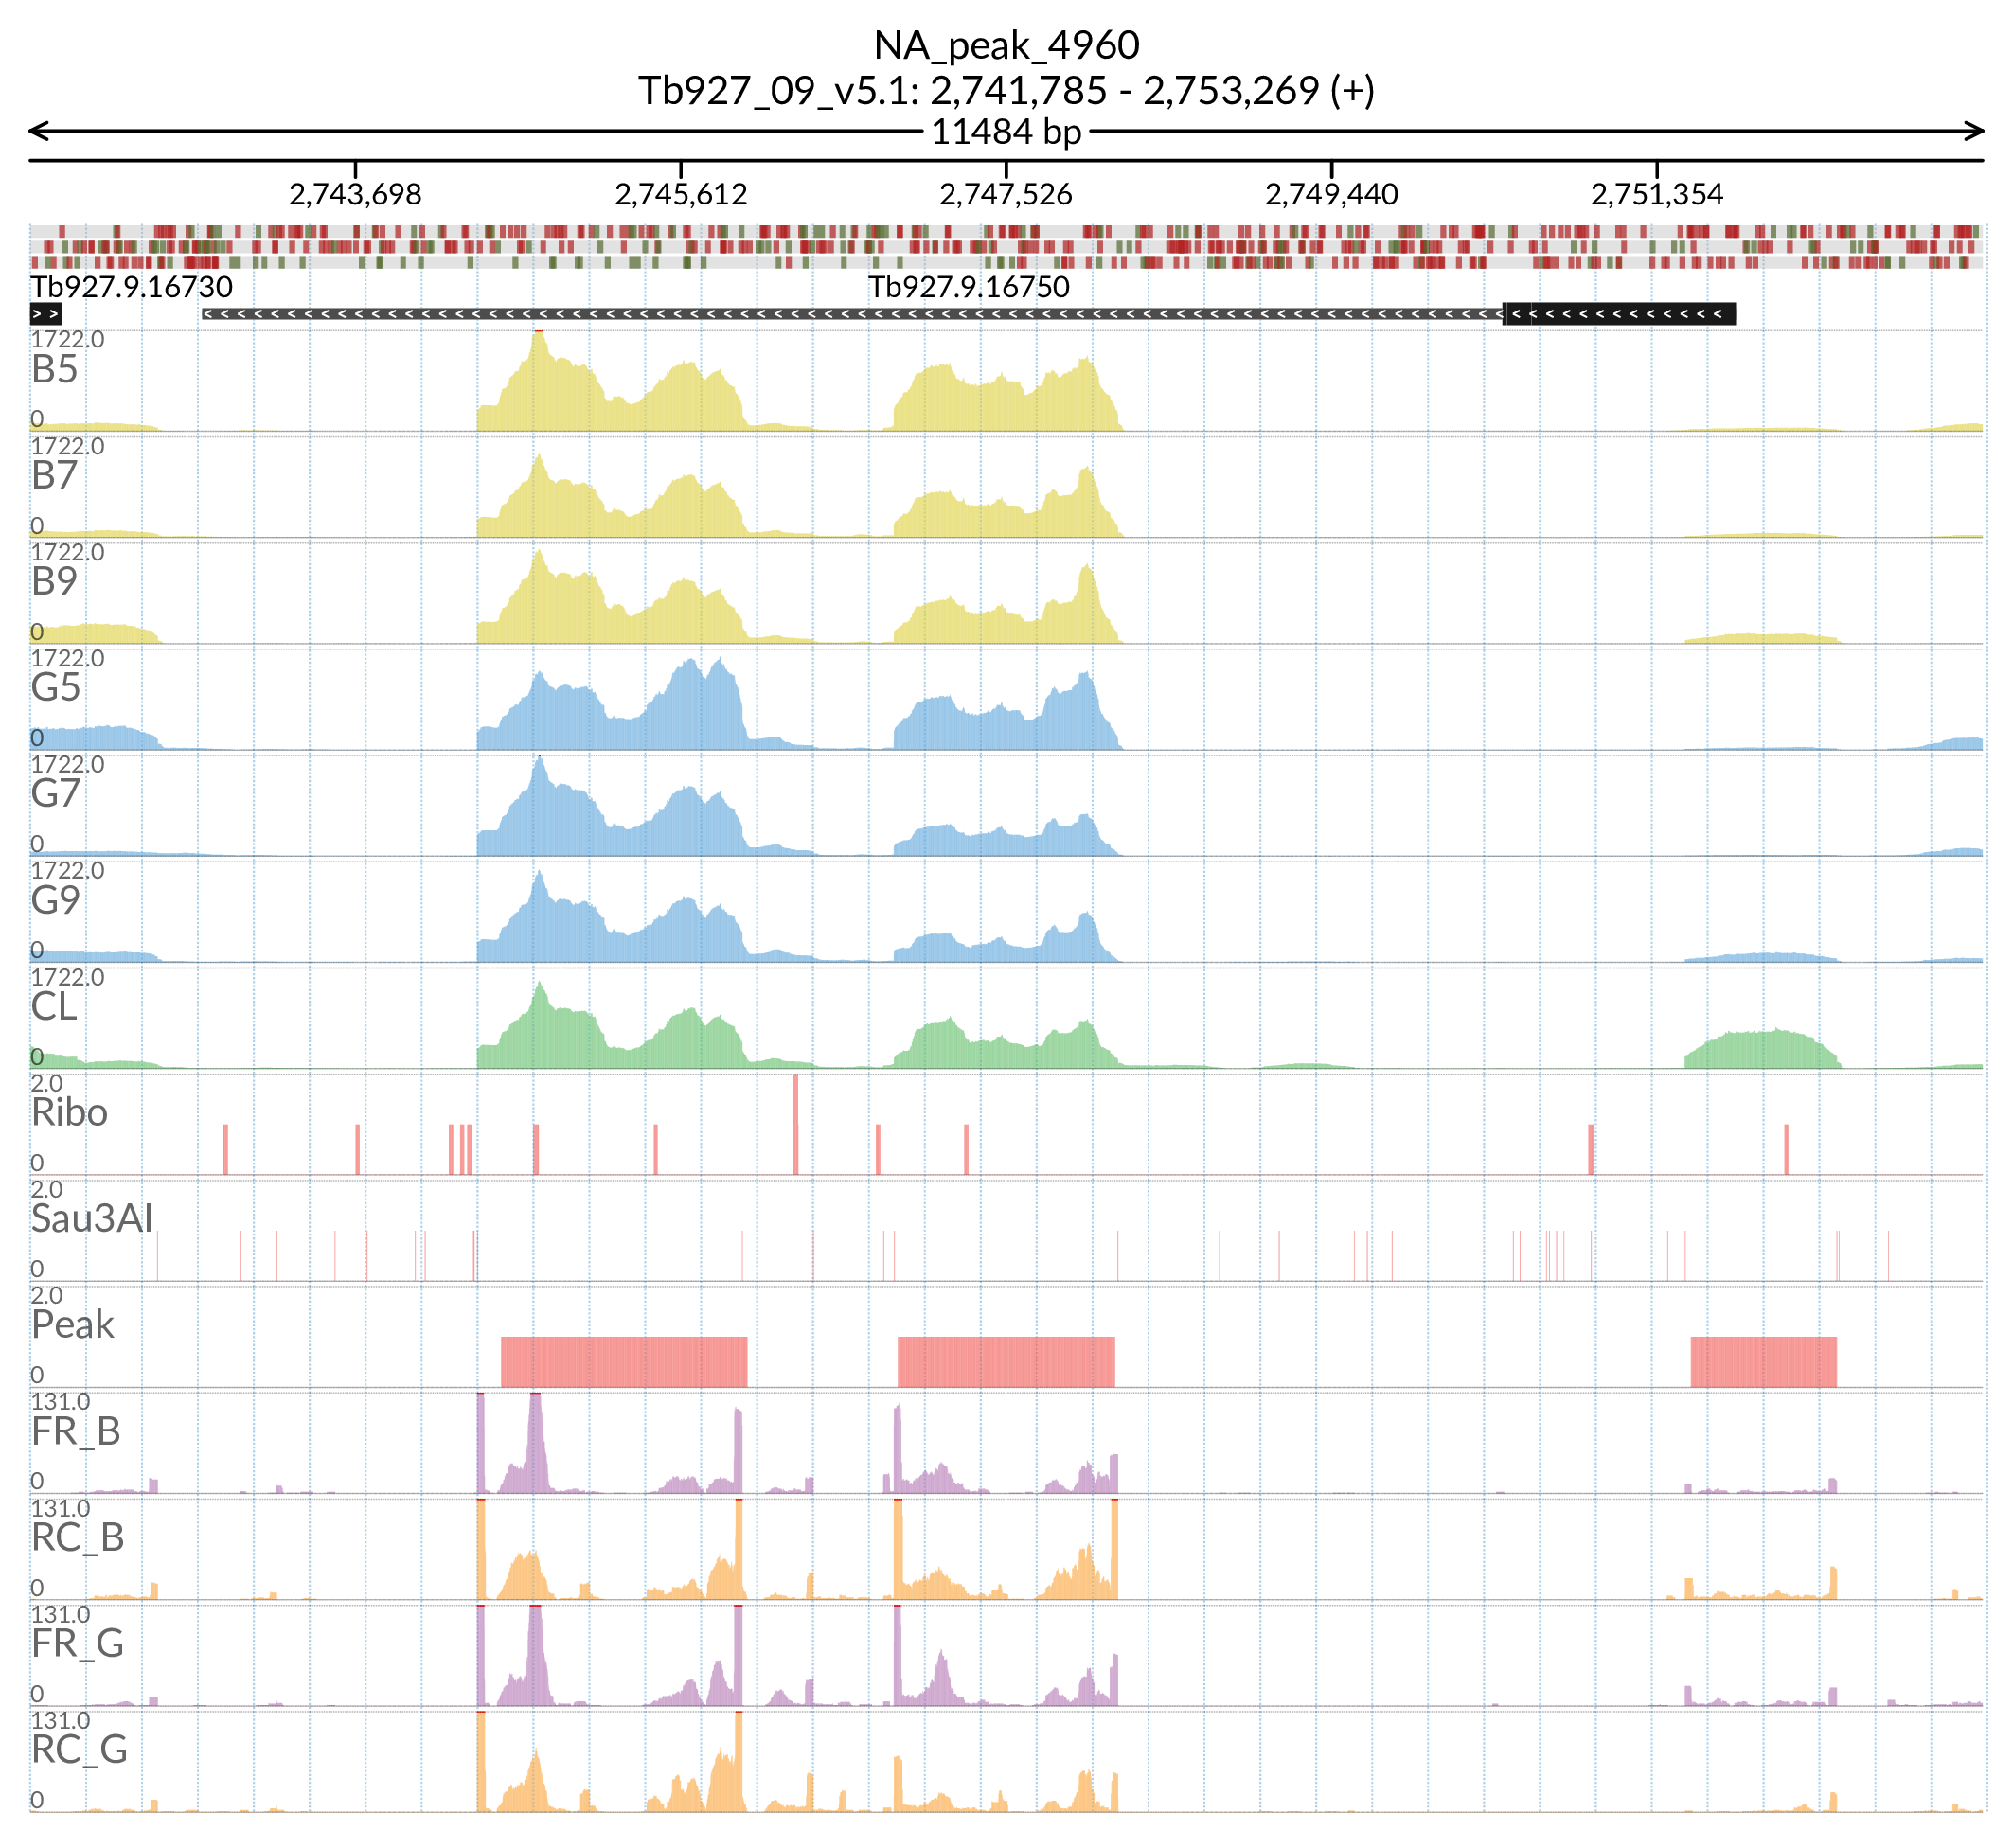 NA_peak_4960
Tb927_09_v5.1: 2,741,785 - 2,753,269 (+)
11484 bp
2,743,698 2,745,612 2,747,526 2,749,440 2,751,354
Tb927.9.16730 Tb927.9.16750
1722.0
B5
0
1722.0
B7
0
1722.0
B9
0
1722.0
G5
0
1722.0
G7
0
1722.0
G9
0
1722.0
CL
0
2.0
Ribo
0
2.0
Sau3AI
0
2.0
Peak
0
131.0
FR_B
0
131.0
RC_B
0
131.0
FR_G
0
131.0
RC_G
0